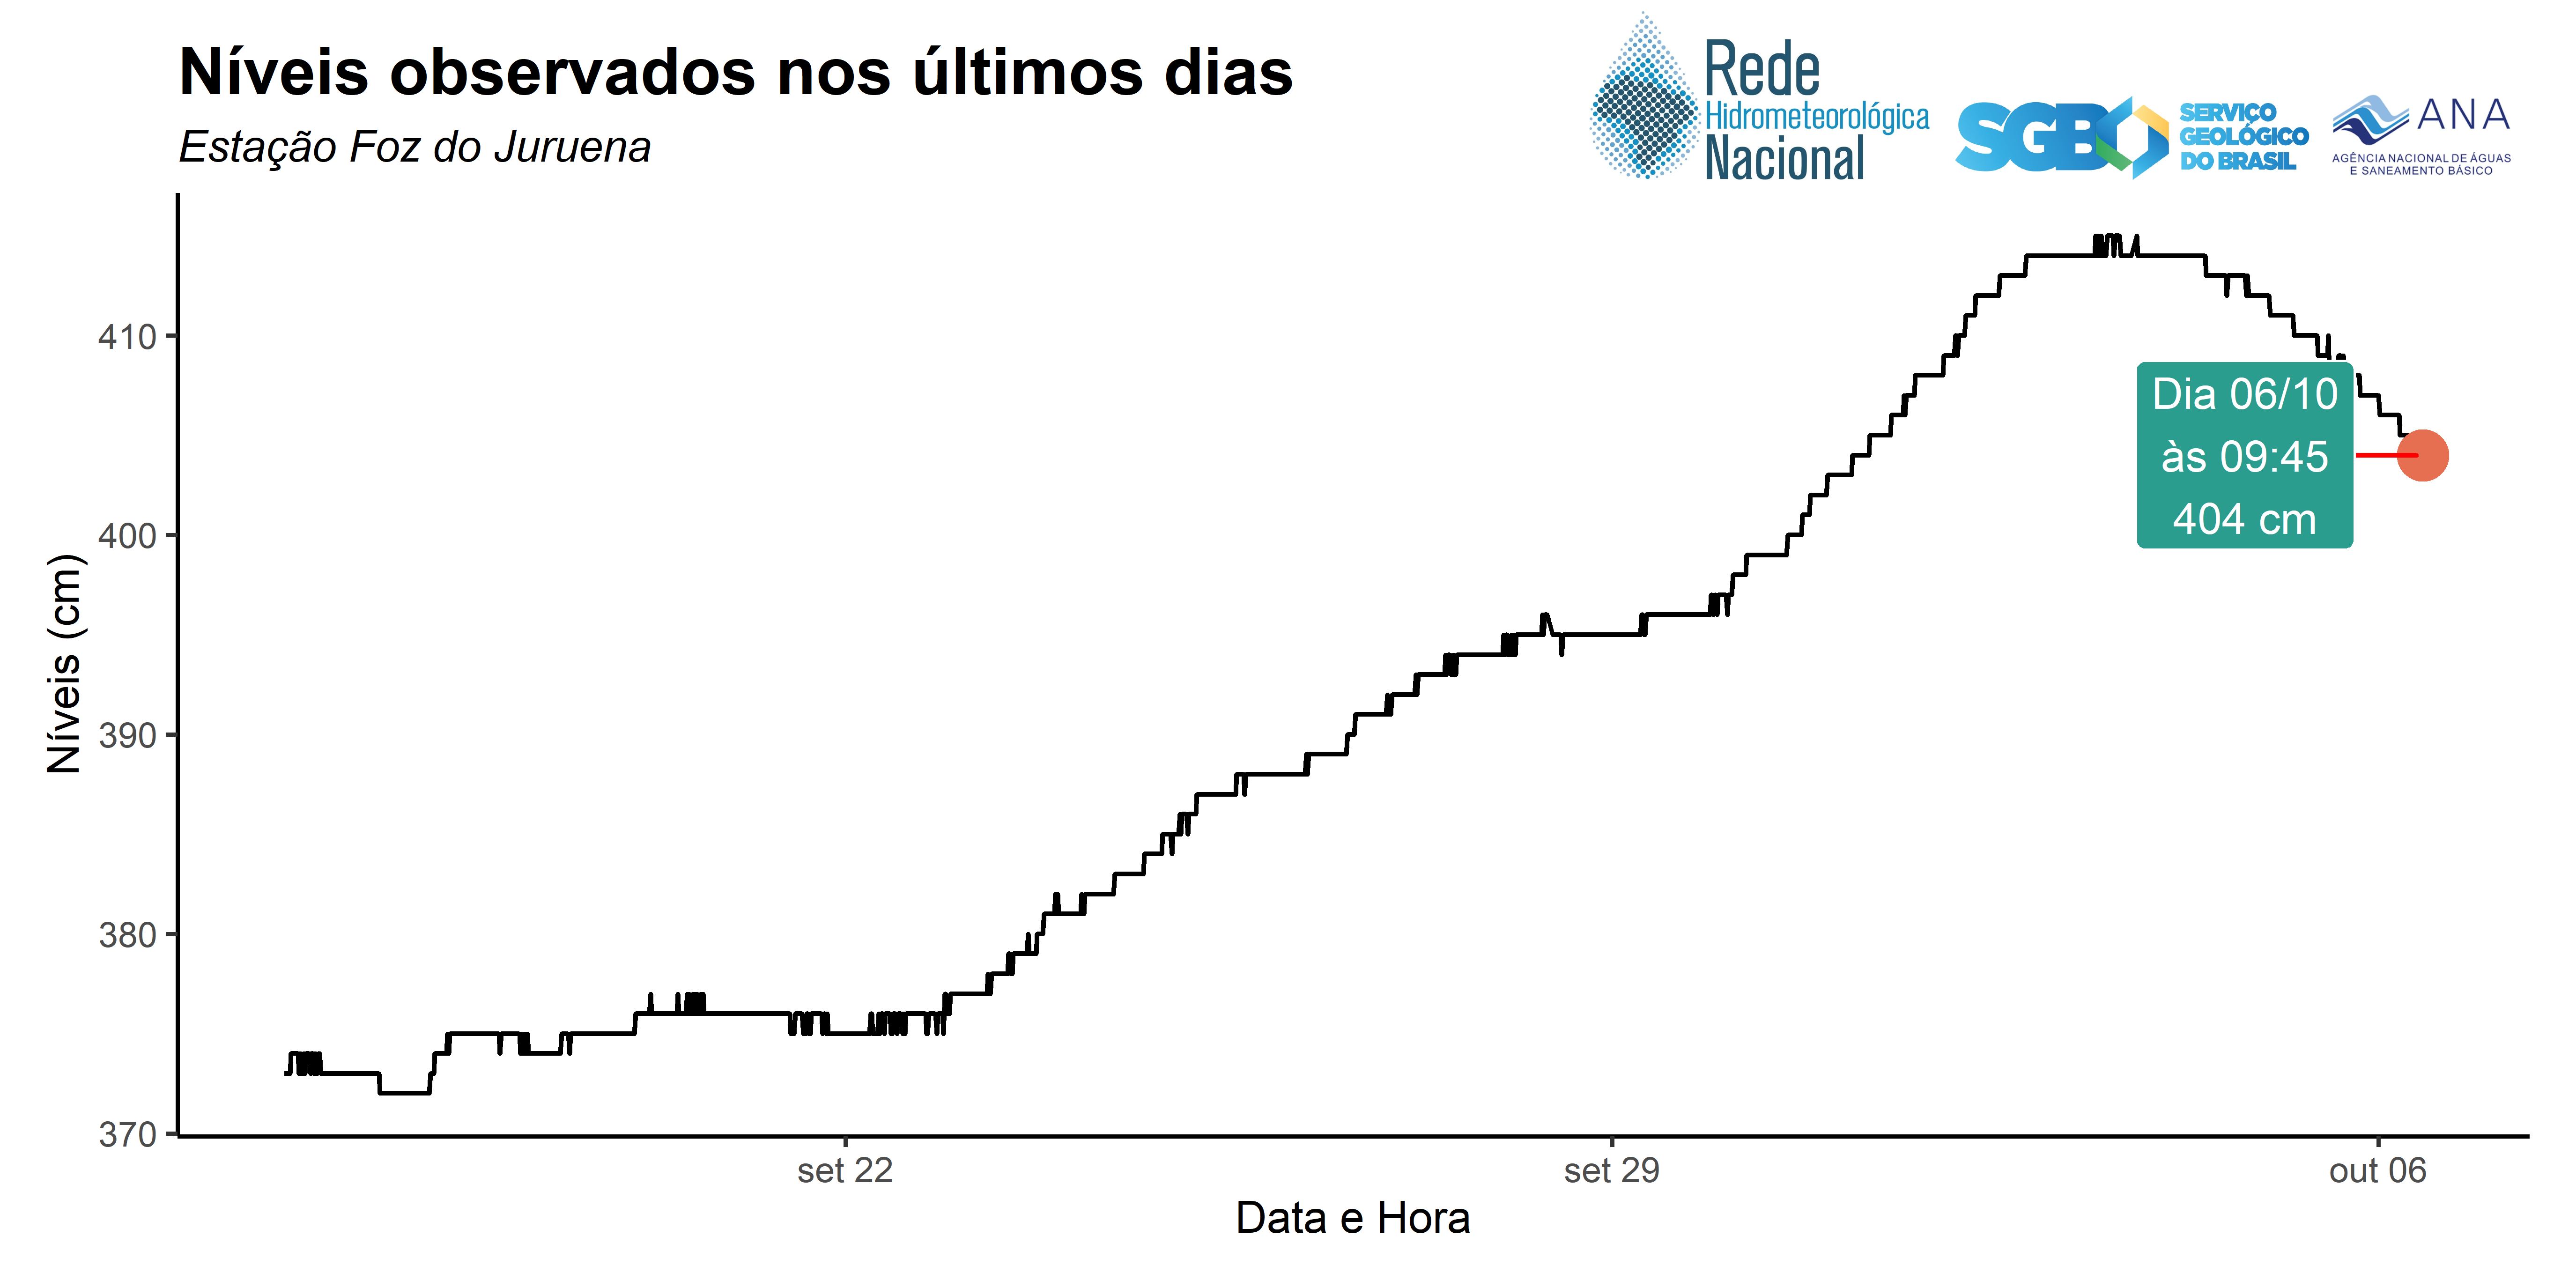 Níveis observados nos últimos dias
Estação Foz do Juruena
Rede
Hidrometeorológica
Nacional
SGB
SERVIÇO
GEOLÓGICO
DO BRASIL
ANA
AGÊNCIA NACIONAL DE ÁGUAS
E SANEAMENTO BÁSICO
Níveis (cm)
410
400
390
380
370
Dia 06/10
às 09:45
404 cm
set 22
set 29
out 06
Data e Hora